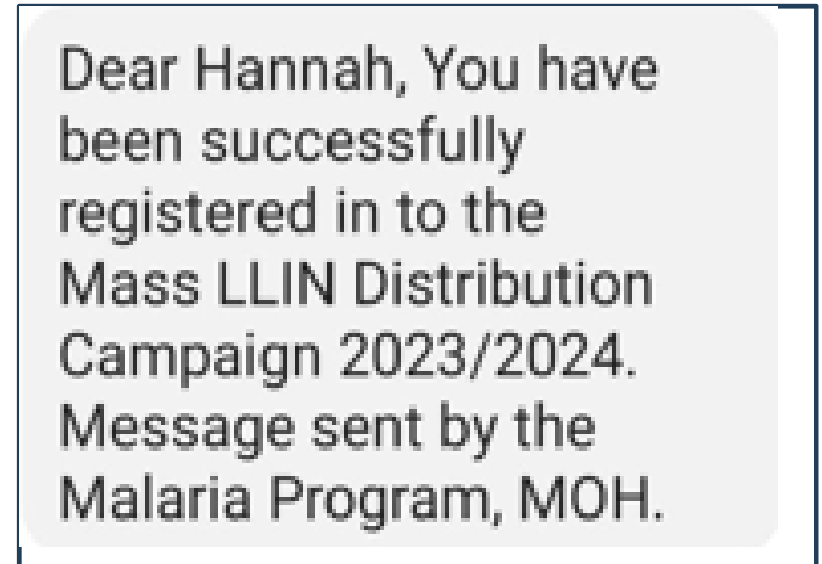 Dear Hannah, You have
been successfully
registered in to the
Mass LLIN Distribution
Campaign 2023/2024.
Message sent by the
Malaria Program, MOH.